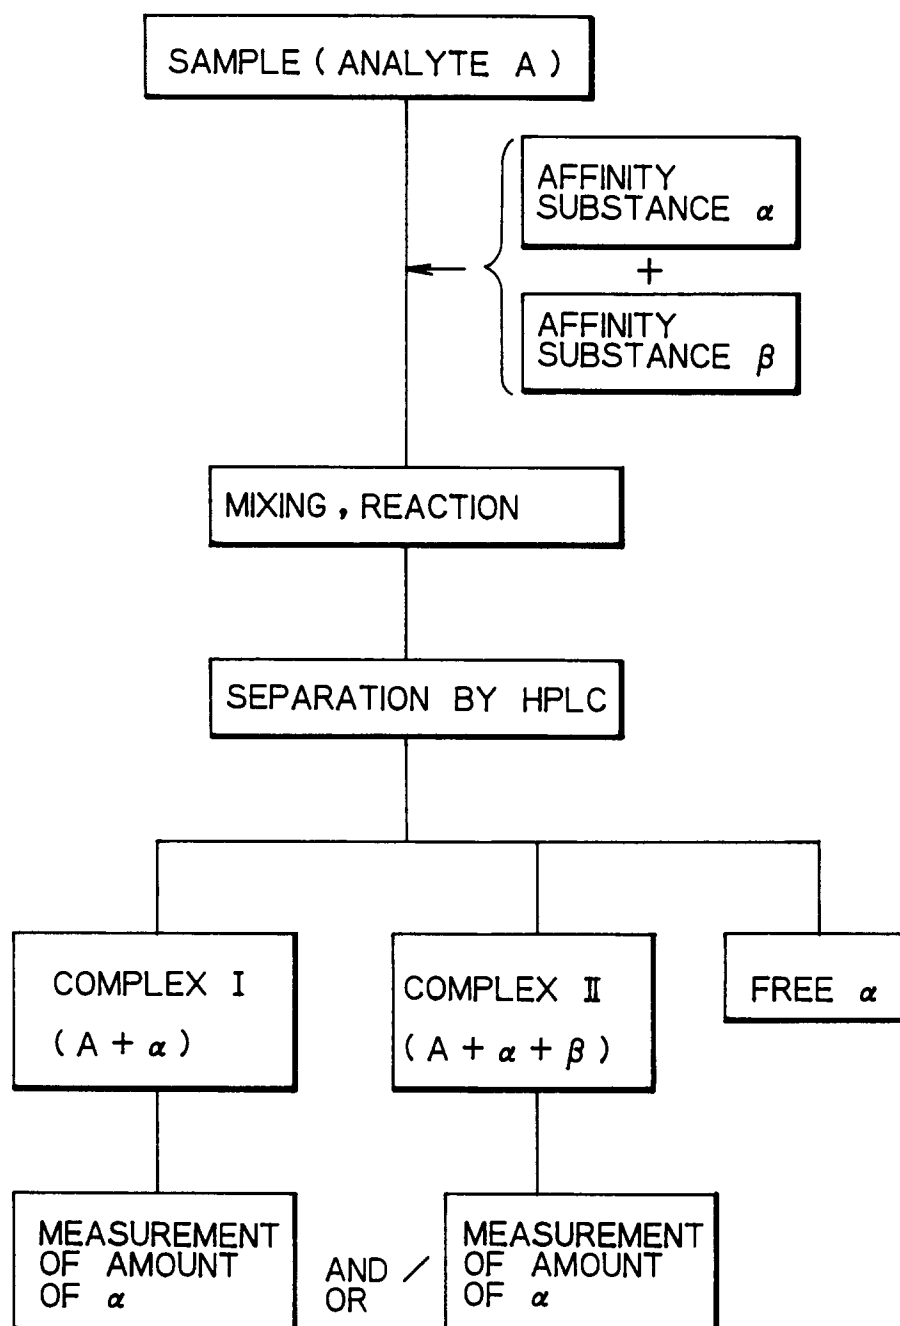 SAMPLE ( ANALYTE A )
AFFINITY
SUBSTANCE α
+
AFFINITY
SUBSTANCE β
MIXING , REACTION
SEPARATION BY HPLC
COMPLEX I
( A + α )
COMPLEX II
( A + α + β )
FREE α
MEASUREMENT
OF AMOUNT
OF α
AND /
OR
MEASUREMENT
OF AMOUNT
OF α